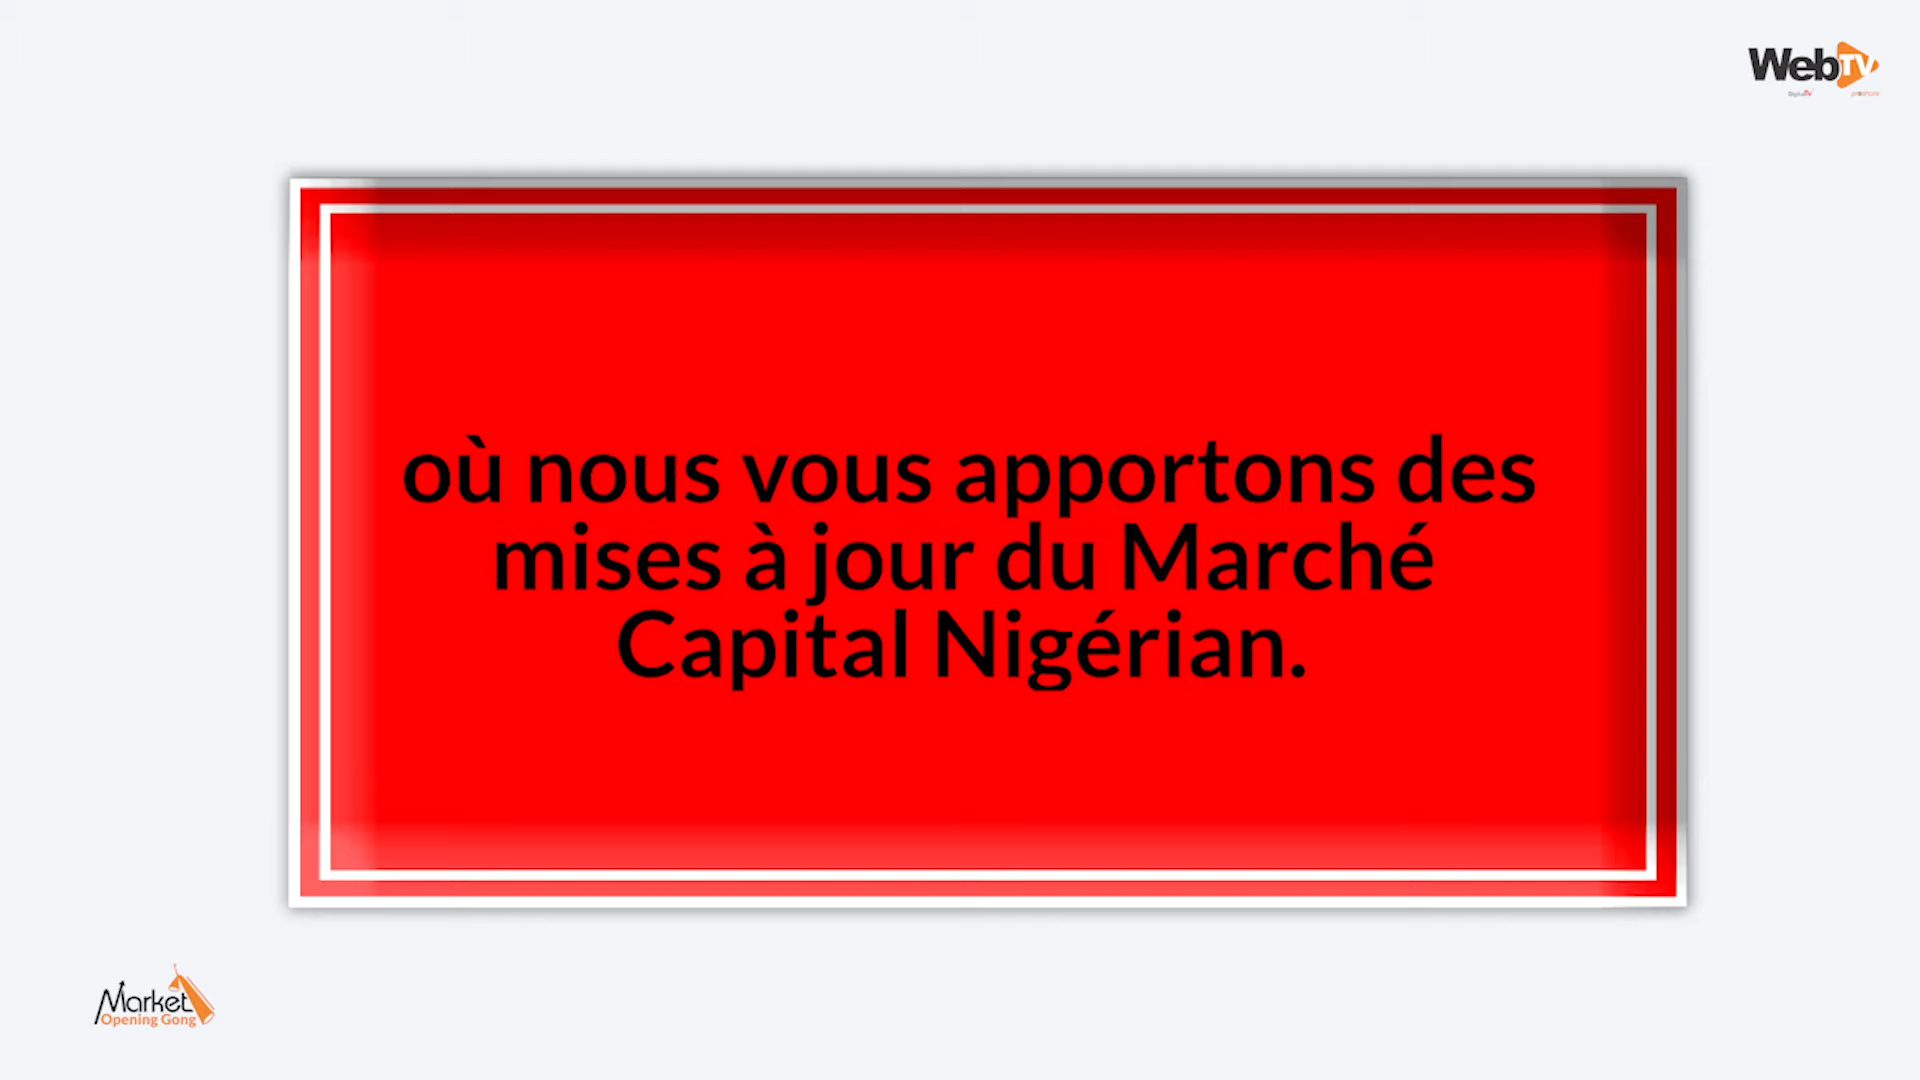 WebTV
où nous vous apportons des
mises à jour du Marché
Capital Nigérian.
Market
Opening Gong